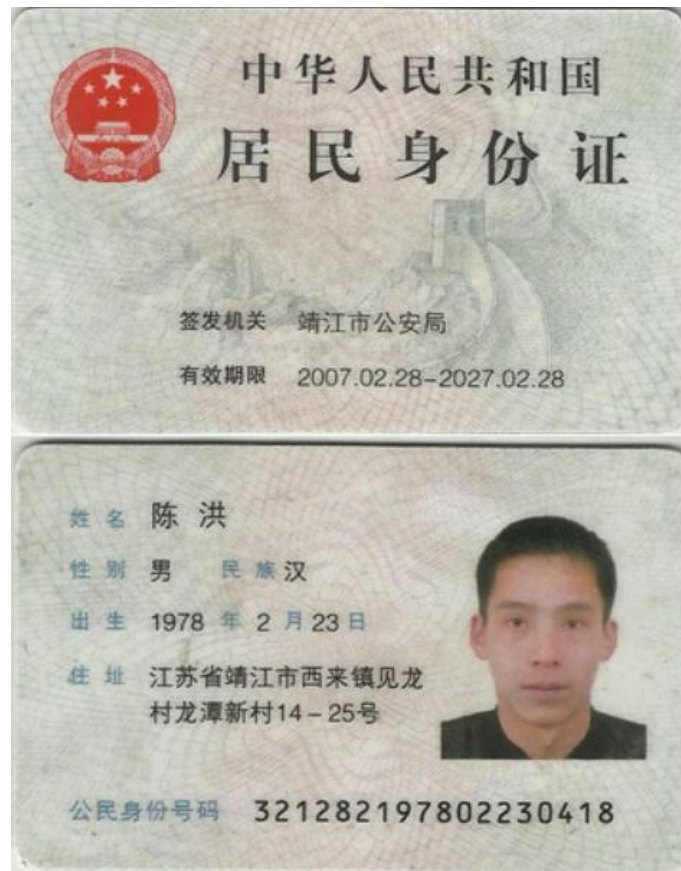 中华人民共和国
居民身份证
签发机关 靖江市公安局
有效期限 2007.02.28-2027.02.28
姓名 陈洪
性别 男 民族 汉
出生 1978 年 2 月 23 日
住址 江苏省靖江市西来镇见龙
村龙潭新村14-25号
公民身份号码 321282197802230418